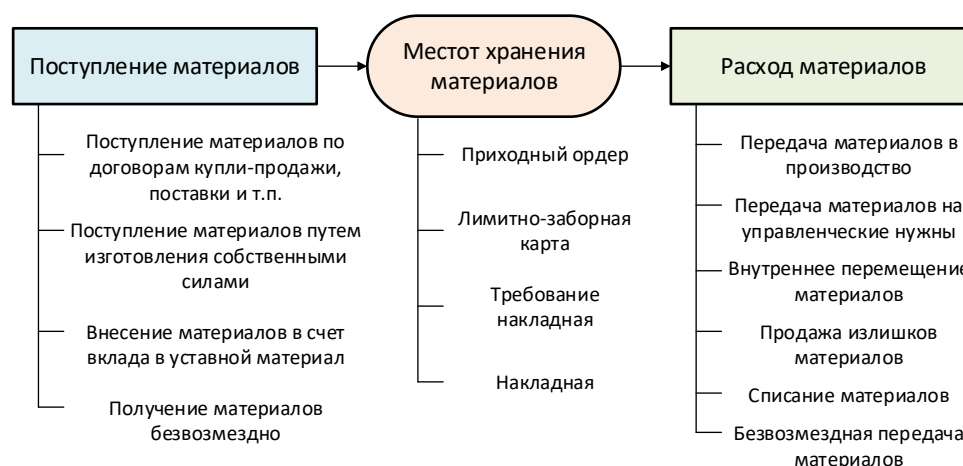 Поступление материалов
Поступление материалов по
договорам купли-продажи,
поставки и т.п.
Поступление материалов путем
изготовления собственными
силами
Внесение материалов в счет
вклада в уставной материал
Получение материалов
безвозмездно
Местот хранения
материалов
Приходный ордер
Лимитно-заборная
карта
Требование
накладная
Накладная
Расход материалов
Передача материалов в
производство
Передача материалов на
управленческие нужны
Внутреннее перемещение
материалов
Продажа излишков
материалов
Списание материалов
Безвозмездная передача
материалов